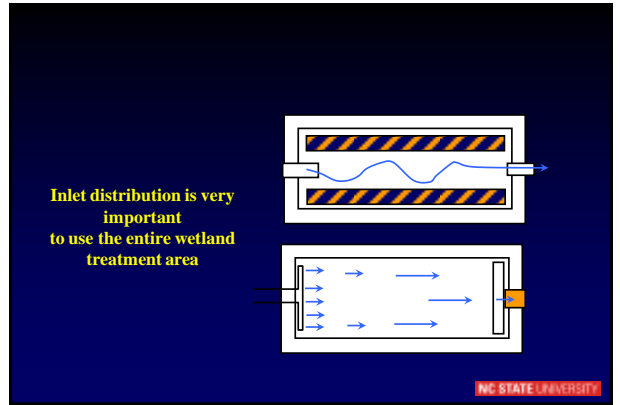 Inlet distribution is very
important
to use the entire wetland
treatment area
NC STATE UNIVERSITY